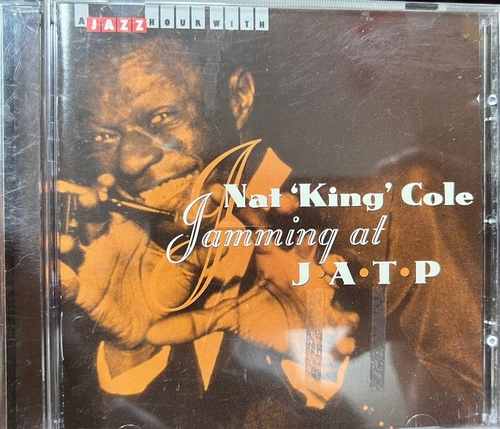 A JAZZ HOUR WITH
Nat 'King' Cole
Jamming at
J·A·T·P